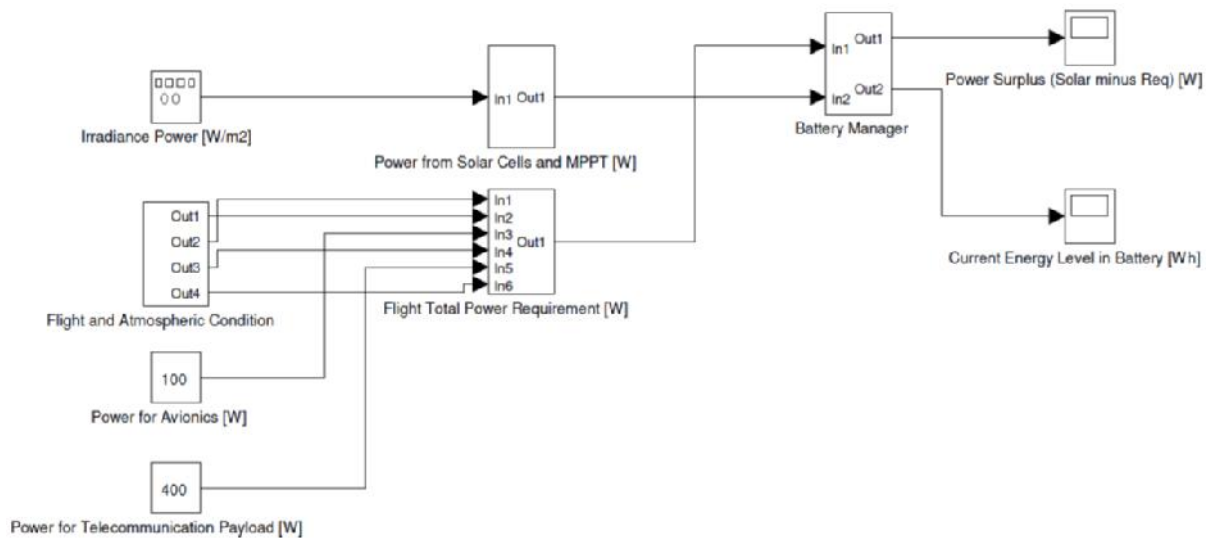 Out1
In1
Out2
In2
Battery Manager
Power Surplus (Solar minus Req) [W]
Irradiance Power [W/m2]
In1 Out1
Power from Solar Cells and MPPT [W]
Out1
Out2
Out3
Out4
Flight and Atmospheric Condition
In1
In2
In3
In4
In5
In6
Out1
Flight Total Power Requirement [W]
Current Energy Level in Battery [Wh]
100
Power for Avionics [W]
400
Power for Telecommunication Payload [W]